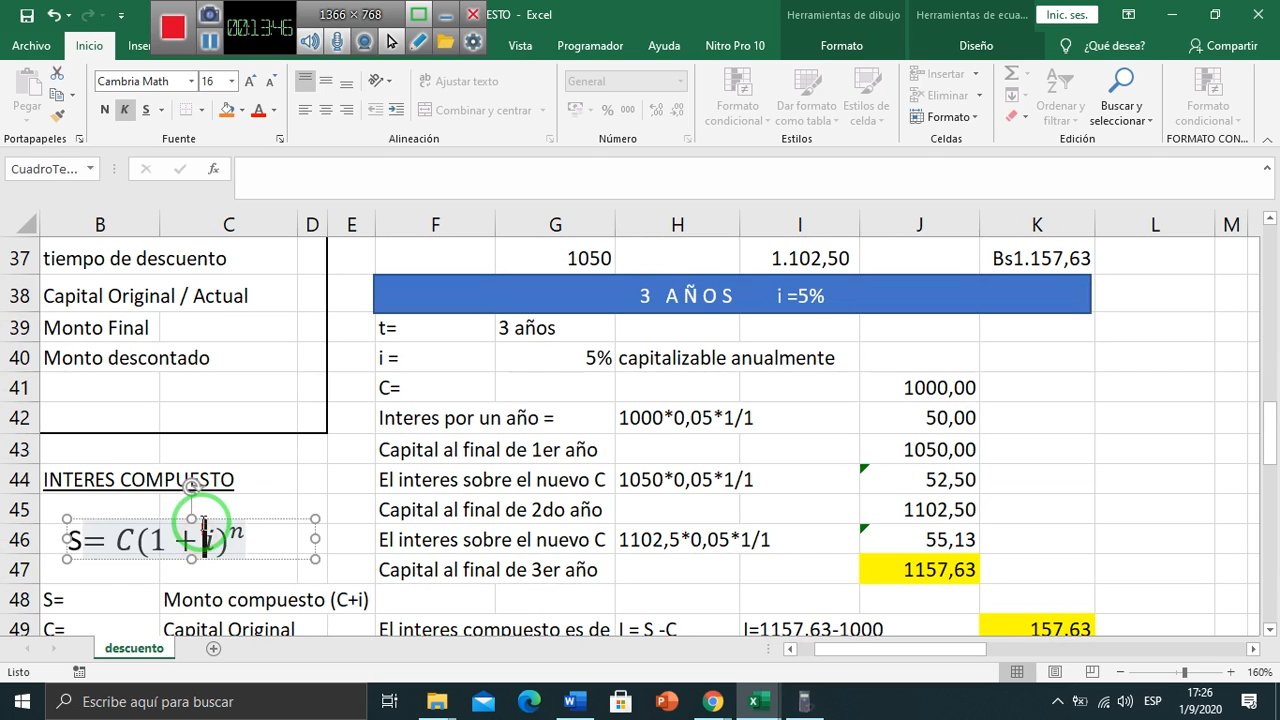 1366 × 768
00:13:46
ESTO - Excel
Herramientas de dibujo
Herramientas de ecua...
Inic. ses.
Archivo
Inicio
Inser
Vista
Programador
Ayuda
Nitro Pro 10
Formato
Diseño
¿Qué desea?
Compartir
Pegar
Cambria Math
16
Ajustar texto
General
Formato condicional
Dar formato como tabla
Estilos de celda
Insertar
Eliminar
Formato
Ordenar y filtrar
Buscar y seleccionar
Formato condicional
N K S
Combinar y centrar
% 000
Portapapeles
Fuente
Alineación
Número
Estilos
Celdas
Edición
FORMATO CON...
CuadroTe...
fx
B C D E F G H I J K L M
37 tiempo de descuento 1050 1.102,50 Bs1.157,63
38 Capital Original / Actual 3 A Ñ O S i =5%
39 Monto Final t= 3 años
40 Monto descontado i = 5% capitalizable anualmente
41 C= 1000,00
42 Interes por un año = 1000*0,05*1/1 50,00
43 Capital al final de 1er año 1050,00
44 INTERES COMPUESTO El interes sobre el nuevo C 1050*0,05*1/1 52,50
45 Capital al final de 2do año 1102,50
46 S= C(1 + i)^n El interes sobre el nuevo C 1102,5*0,05*1/1 55,13
47 Capital al final de 3er año 1157,63
48 S= Monto compuesto (C+i)
49 C= Capital Original El interes compuesto es de I = S -C I=1157,63-1000 157,63
descuento
Listo
160%
Escribe aquí para buscar
ESP
17:26
1/9/2020